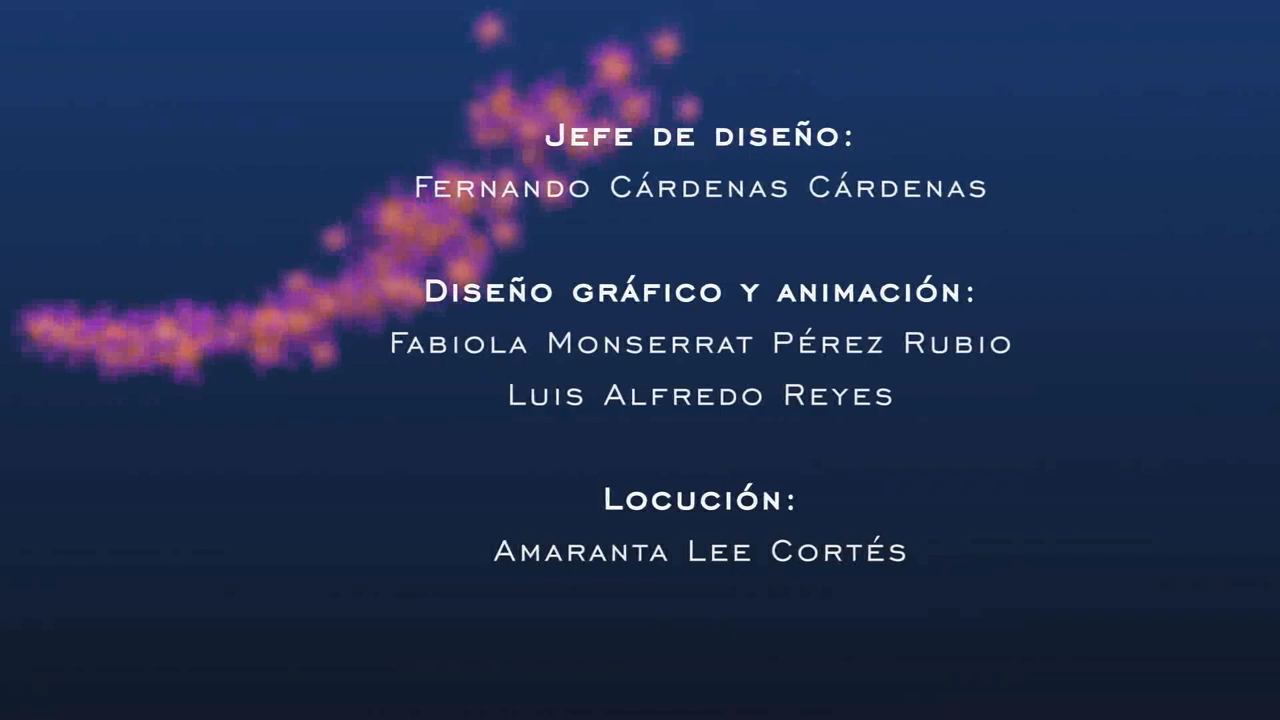 Jefe de diseño:
Fernando Cárdenas Cárdenas
Diseño gráfico y animación:
Fabiola Monserrat Pérez Rubio
Luis Alfredo Reyes
Locución:
Amaranta Lee Cortés